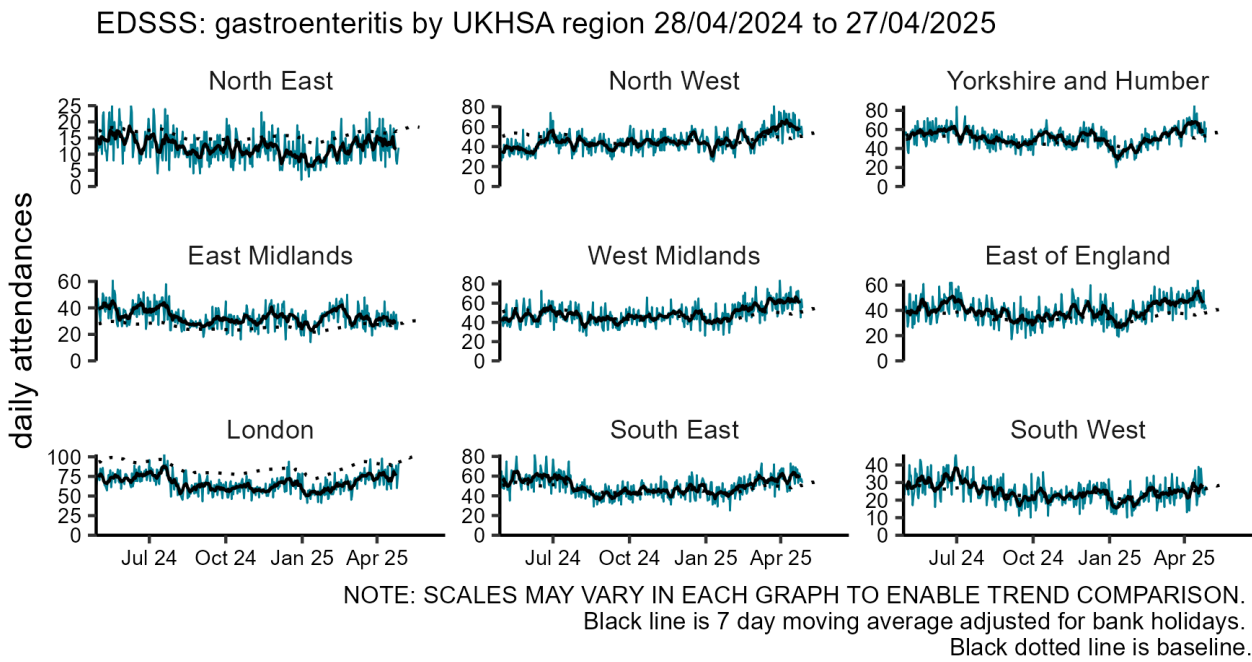 EDSSS: gastroenteritis by UKHSA region 28/04/2024 to 27/04/2025
daily attendances
North East
25
20
15
10
5
0
North West
80
60
40
20
0
Yorkshire and Humber
80
60
40
20
0
East Midlands
60
40
20
0
West Midlands
80
60
40
20
0
East of England
60
40
20
0
London
100
75
50
25
0
Jul 24 Oct 24 Jan 25 Apr 25
South East
80
60
40
20
0
Jul 24 Oct 24 Jan 25 Apr 25
South West
40
30
20
10
0
Jul 24 Oct 24 Jan 25 Apr 25
NOTE: SCALES MAY VARY IN EACH GRAPH TO ENABLE TREND COMPARISON.
Black line is 7 day moving average adjusted for bank holidays.
Black dotted line is baseline.